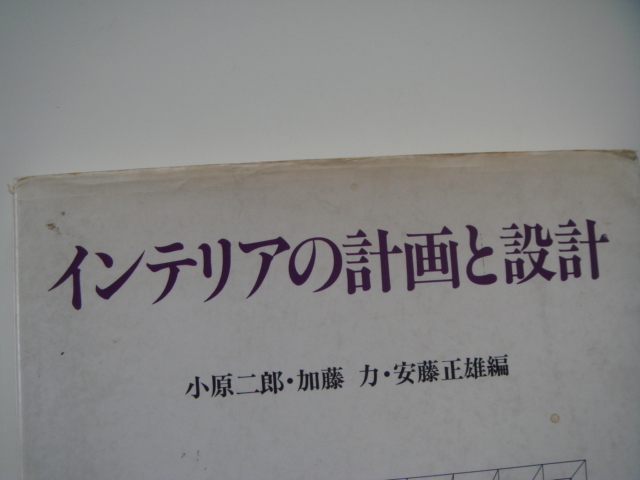 インテリアの計画と設計
小原二郎・加藤 力・安藤正雄編